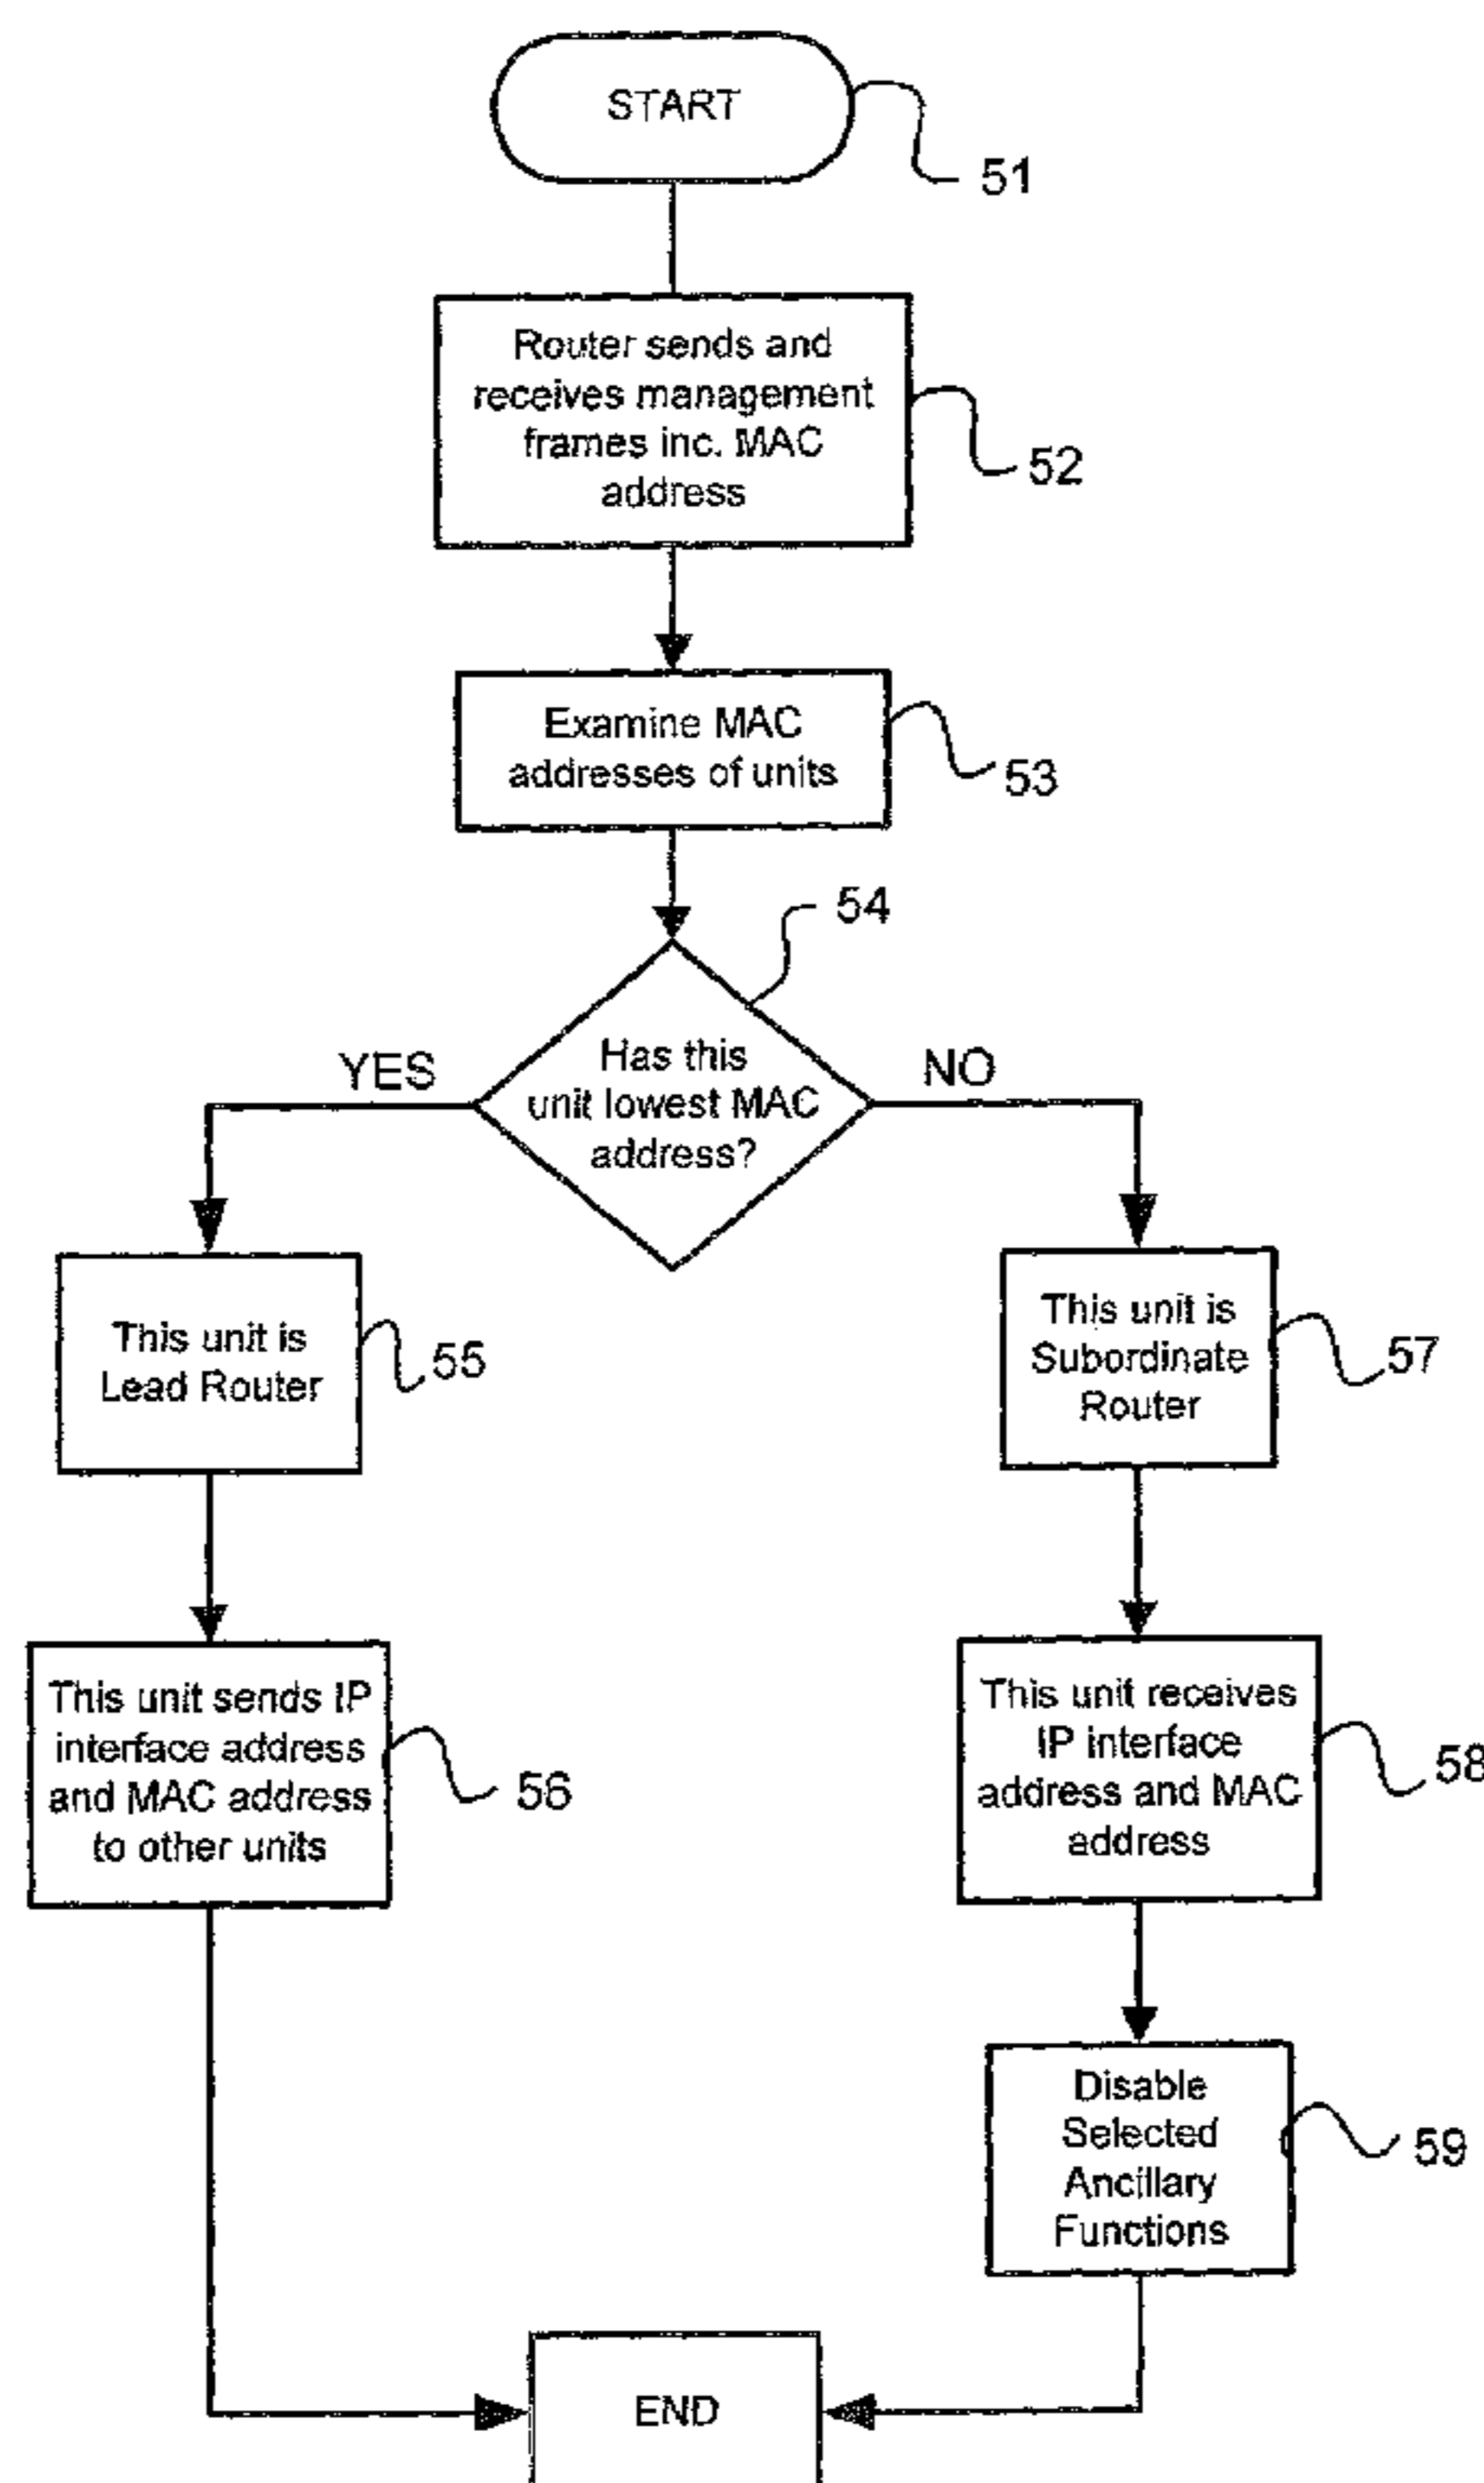 START
51
Router sends and
receives management
frames inc. MAC
address
52
Examine MAC
addresses of units
53
54
Has this
unit lowest MAC
address?
YES
NO
This unit is
Lead Router
55
This unit is
Subordinate
Router
57
This unit sends IP
interface address
and MAC address
to other units
56
This unit receives
IP interface
address and MAC
address
58
Disable
Selected
Ancillary
Functions
59
END